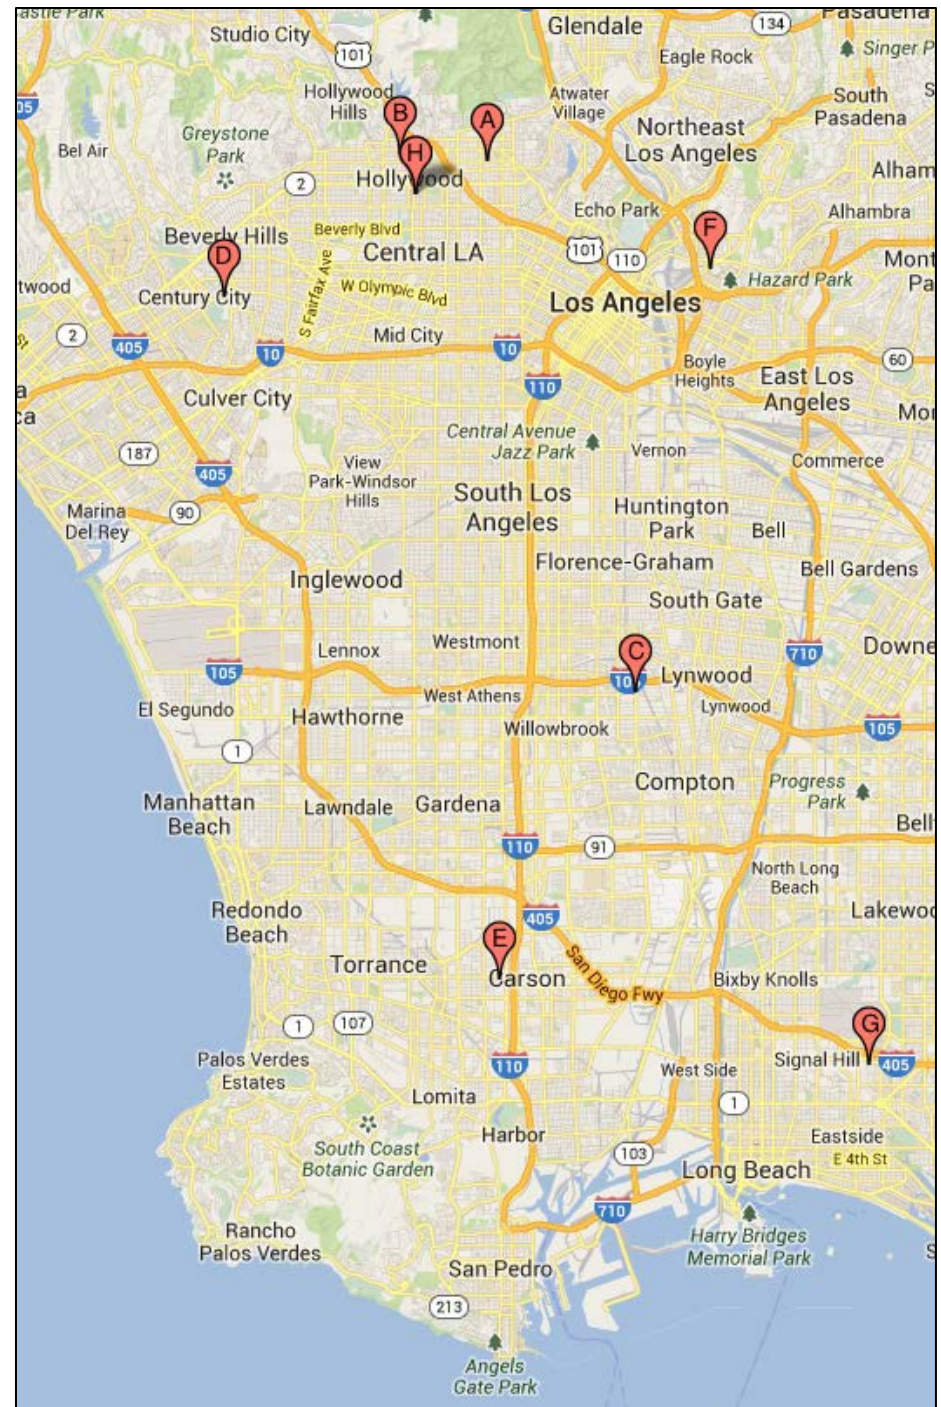 astle Park
Studio City
101
Glendale
134
Pasadena
Eagle Rock
Singer P
05
Hollywood
Hills
B
A
Atwater
Village
South
Pasadena
S
Greystone
Park
Bel Air
H
Northeast
Los Angeles
Alham
2
Hollywood
Echo Park
Alhambra
Beverly Hills
Beverly Blvd
F
D
Central LA
101
110
Mont
Pa
Hazard Park
twood
Century City
S Fairfax Ave
W Olympic Blvd
Los Angeles
2
St
405
10
Mid City
10
Boyle
Heights
60
110
East Los
Angeles
a
ca
Culver City
Mon
Central Avenue
Jazz Park
187
405
View
Park-Windsor
Hills
Vernon
Commerce
Marina
Del Rey
90
South Los
Angeles
Huntington
Park
Bell
Florence-Graham
Bell Gardens
Inglewood
South Gate
Lennox
Westmont
C
710
Downe
105
10
Lynwood
West Athens
El Segundo
Hawthorne
Willowbrook
Lynwood
105
1
Compton
Progress
Park
Manhattan
Beach
Lawndale
Gardena
Bell
110
91
North Long
Beach
Redondo
Beach
405
Lakewoo
E
Torrance
Carson
San Diego Fwy
Bixby Knolls
1
107
G
Palos Verdes
Estates
110
West Side
Signal Hill
405
Lomita
1
South Coast
Botanic Garden
Harbor
103
Eastside
E 4th St
Long Beach
710
Rancho
Palos Verdes
Harry Bridges
Memorial Park
S
San Pedro
213
Angels
Gate Park